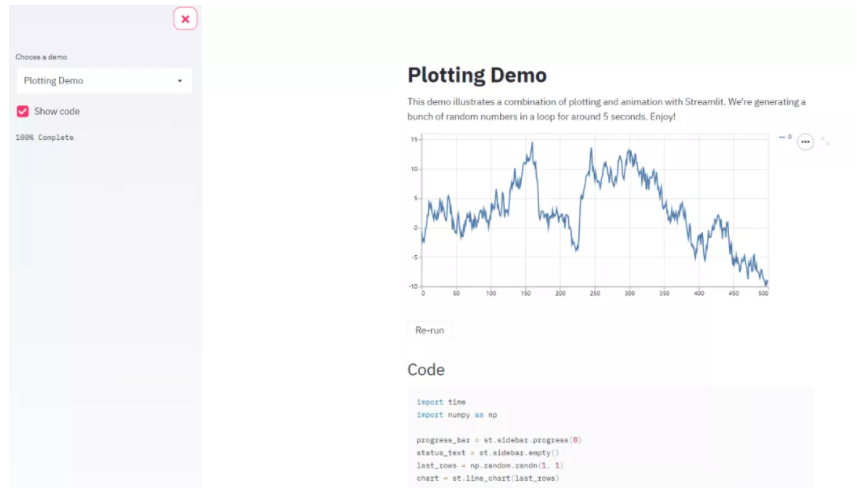 Choose a demo
Plotting Demo
Show code
100% Complete
Plotting Demo
This demo illustrates a combination of plotting and animation with Streamlit. We're generating a
bunch of random numbers in a loop for around 5 seconds. Enjoy!
15
10
5
0
-5
-10
0 50 100 150 200 250 300 350 400 450 500
0
Re-run
Code
import time
import numpy as np
progress_bar = st.sidebar.progress(0)
status_text = st.sidebar.empty()
last_rows = np.random.randn(1, 1)
chart = st.line_chart(last_rows)